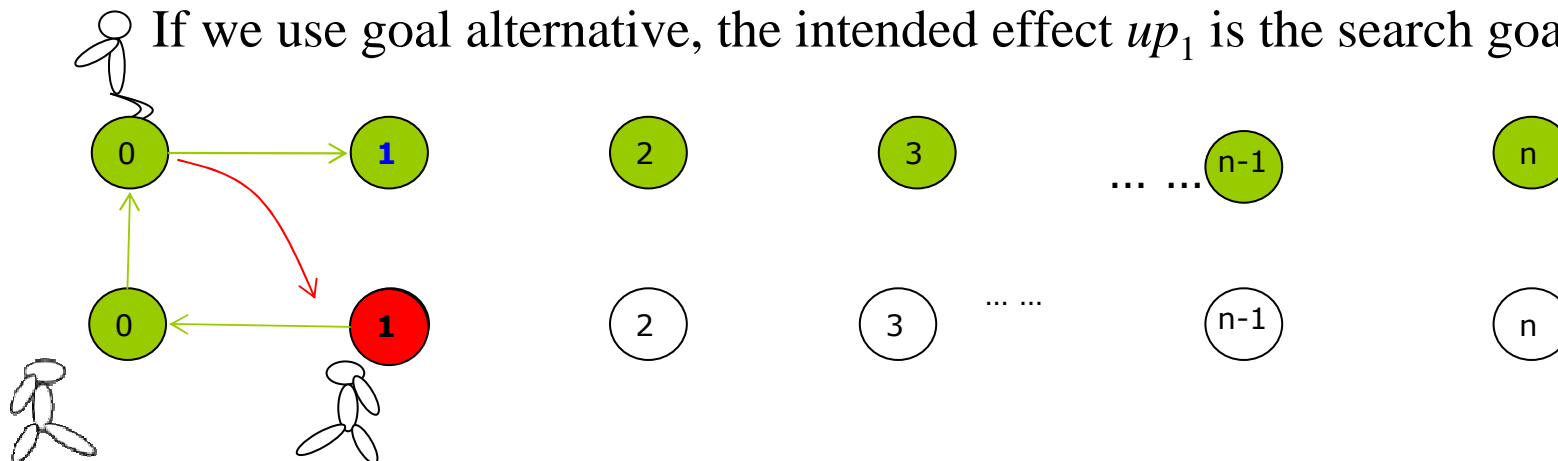 If we use goal alternative, the intended effect up₁ is the search goa
0 1 2 3 ... ... n-1 n
0 1 2 3 ... ... n-1 n